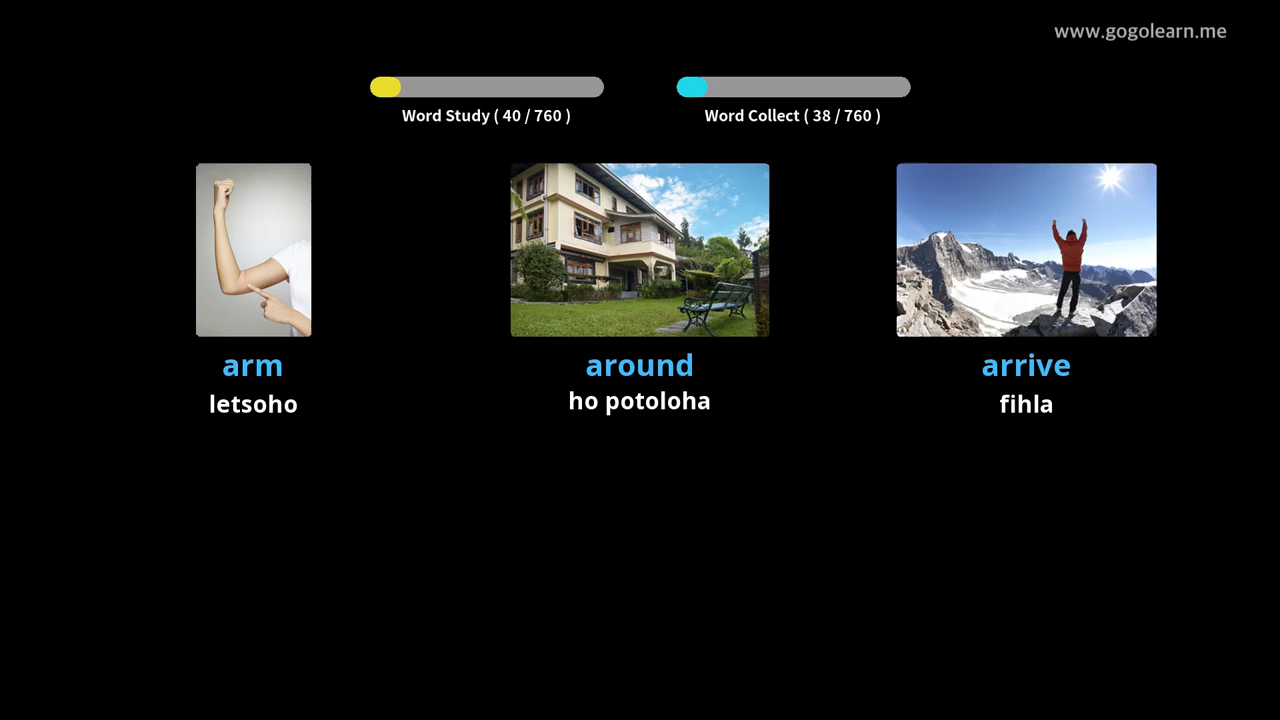 www.gogolearn.me
Word Study ( 40 / 760 )
Word Collect ( 38 / 760 )
arm
letsoho
around
ho potoloha
arrive
fihla